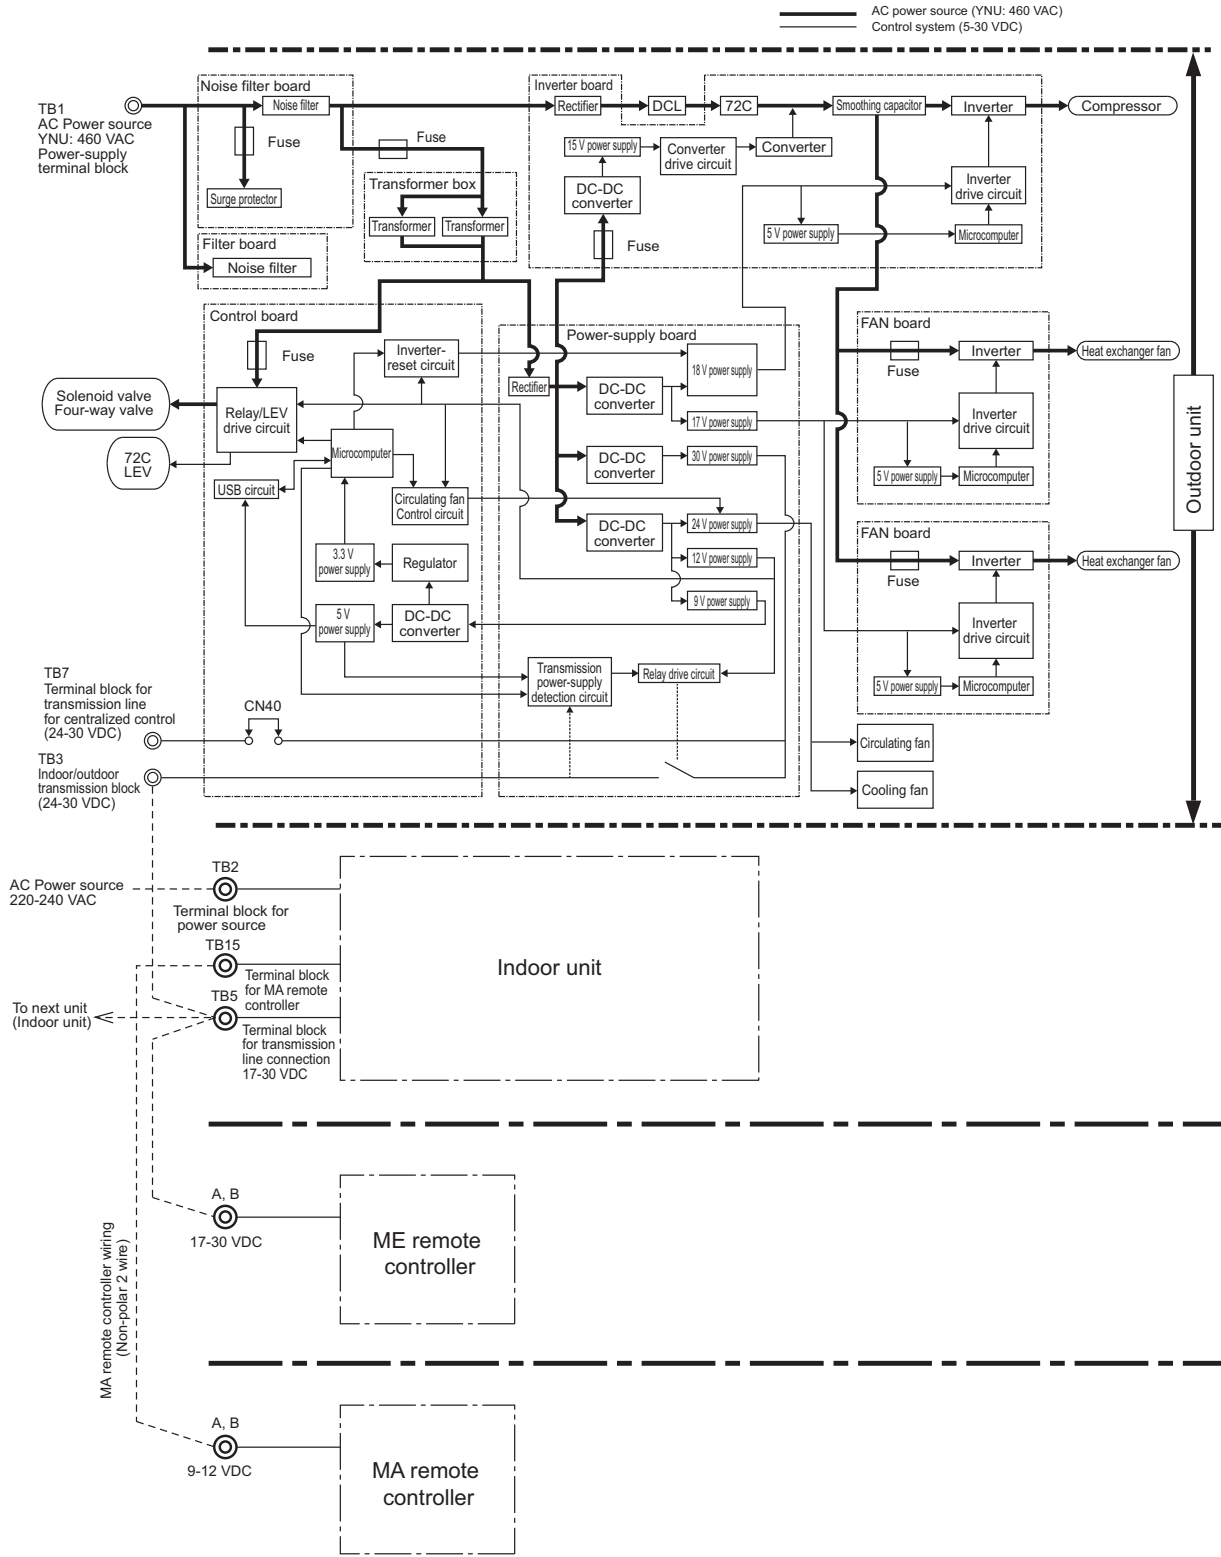 AC power source (YNU: 460 VAC)
Control system (5-30 VDC)
Noise filter board
Noise filter
Fuse
Surge protector
TB1
AC Power source
YNU: 460 VAC
Power-supply
terminal block
Fuse
Transformer box
Transformer
Transformer
Filter board
Noise filter
Inverter board
Rectifier
DCL
72C
Smoothing capacitor
Inverter
Compressor
15 V power supply
Converter
drive circuit
Converter
DC-DC
converter
Fuse
Inverter
drive circuit
5 V power supply
Microcomputer
Control board
Fuse
Inverter-
reset circuit
Solenoid valve
Four-way valve
Relay/LEV
drive circuit
72C
LEV
Microcomputer
USB circuit
Circulating fan
Control circuit
3.3 V
power supply
Regulator
5 V
power supply
DC-DC
converter
Power-supply board
Rectifier
DC-DC
converter
18 V power supply
17 V power supply
DC-DC
converter
30 V power supply
DC-DC
converter
24 V power supply
12 V power supply
9 V power supply
Transmission
power-supply
detection circuit
Relay drive circuit
FAN board
Fuse
Inverter
Heat exchanger fan
Inverter
drive circuit
5 V power supply
Microcomputer
FAN board
Fuse
Inverter
Heat exchanger fan
Inverter
drive circuit
5 V power supply
Microcomputer
Circulating fan
Cooling fan
Outdoor unit
TB7
Terminal block for
transmission line
for centralized control
(24-30 VDC)
CN40
TB3
Indoor/outdoor
transmission block
(24-30 VDC)
AC Power source
220-240 VAC
TB2
Terminal block for
power source
TB15
Terminal block
for MA remote
controller
TB5
To next unit
(Indoor unit)
Terminal block
for transmission
line connection
17-30 VDC
Indoor unit
A, B
17-30 VDC
ME remote
controller
MA remote controller wiring
(Non-polar 2 wire)
A, B
9-12 VDC
MA remote
controller